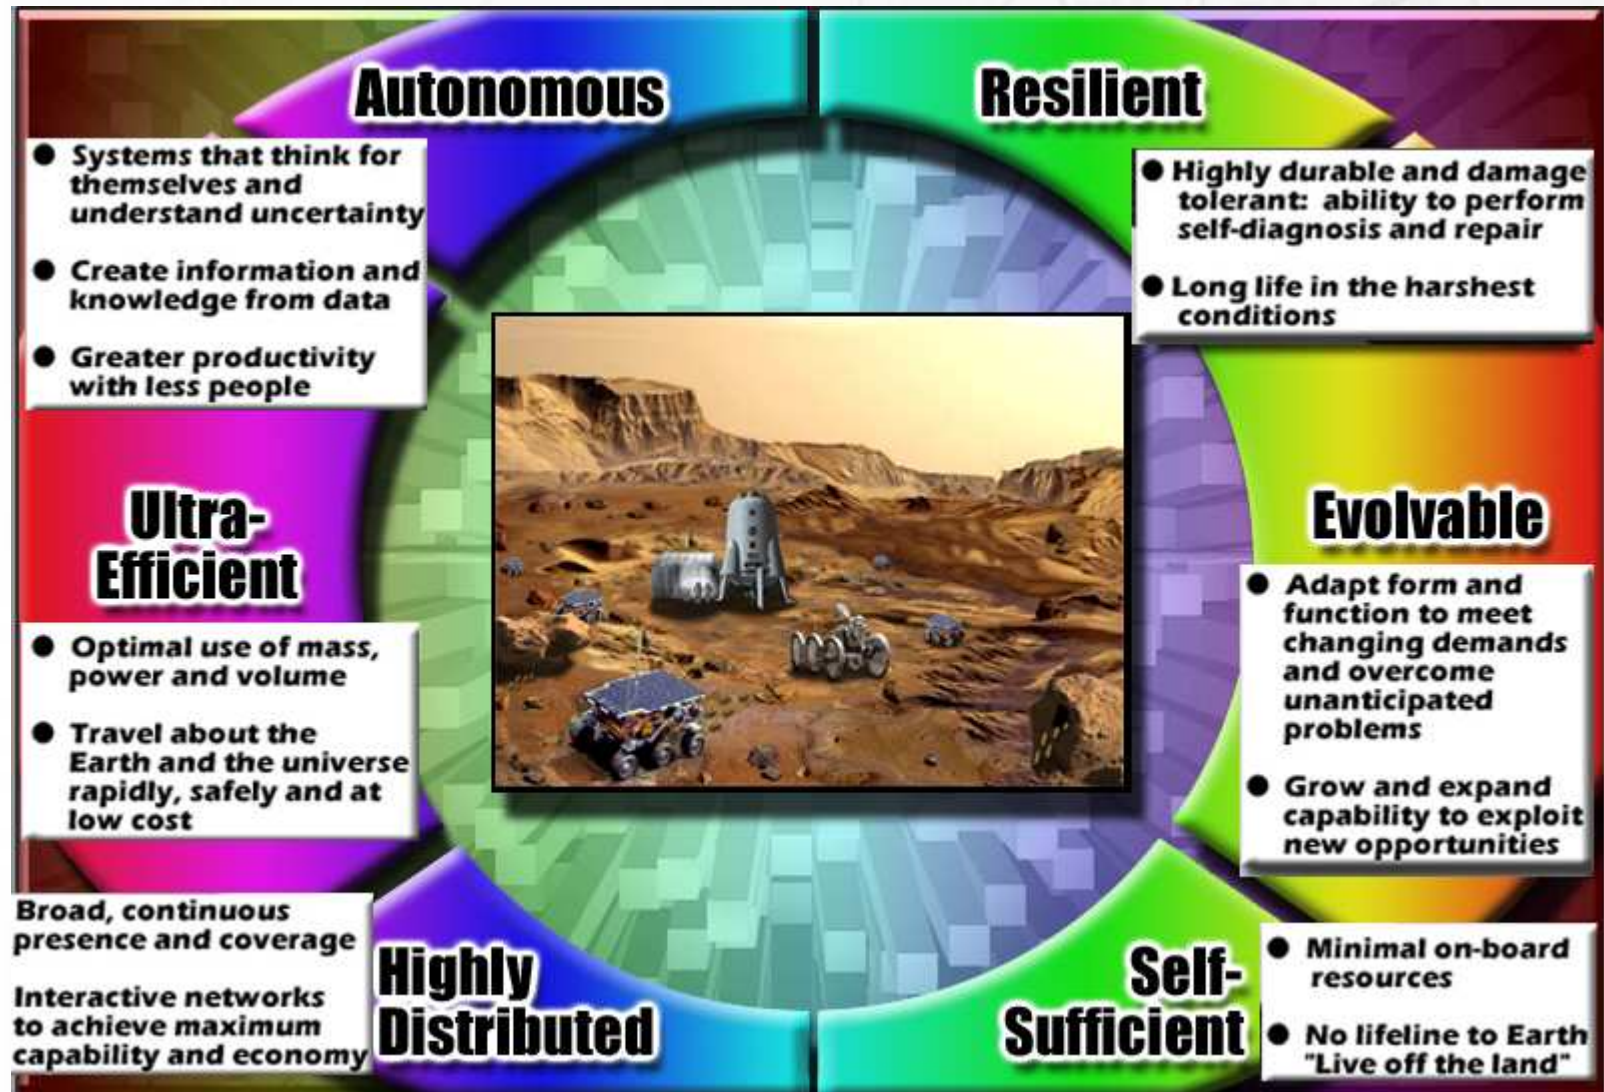 Autonomous
● Systems that think for
themselves and
understand uncertainty
● Create information and
knowledge from data
● Greater productivity
with less people
Resilient
● Highly durable and damage
tolerant: ability to perform
self-diagnosis and repair
● Long life in the harshest
conditions
Ultra-
Efficient
● Optimal use of mass,
power and volume
● Travel about the
Earth and the universe
rapidly, safely and at
low cost
Evolvable
● Adapt form and
function to meet
changing demands
and overcome
unanticipated
problems
● Grow and expand
capability to exploit
new opportunities
Highly
Distributed
Broad, continuous
presence and coverage
Interactive networks
to achieve maximum
capability and economy
Self-
Sufficient
● Minimal on-board
resources
● No lifeline to Earth
"Live off the land"